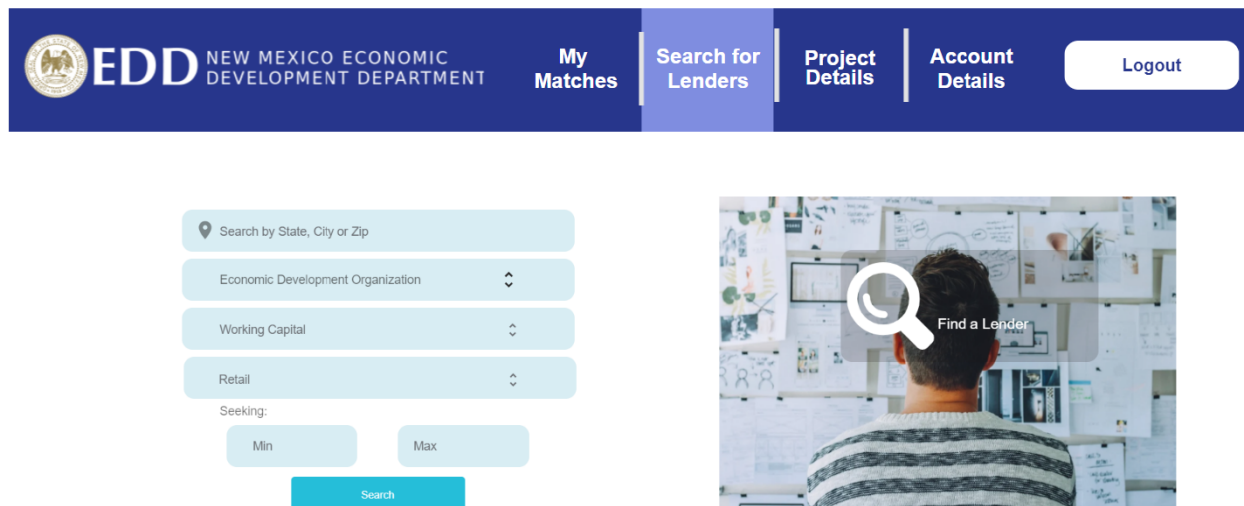 EDD
NEW MEXICO ECONOMIC
DEVELOPMENT DEPARTMENT
My
Matches
Search for
Lenders
Project
Details
Account
Details
Logout
Search by State, City or Zip
Economic Development Organization
Working Capital
Retail
Seeking:
Min
Max
Search
Find a Lender